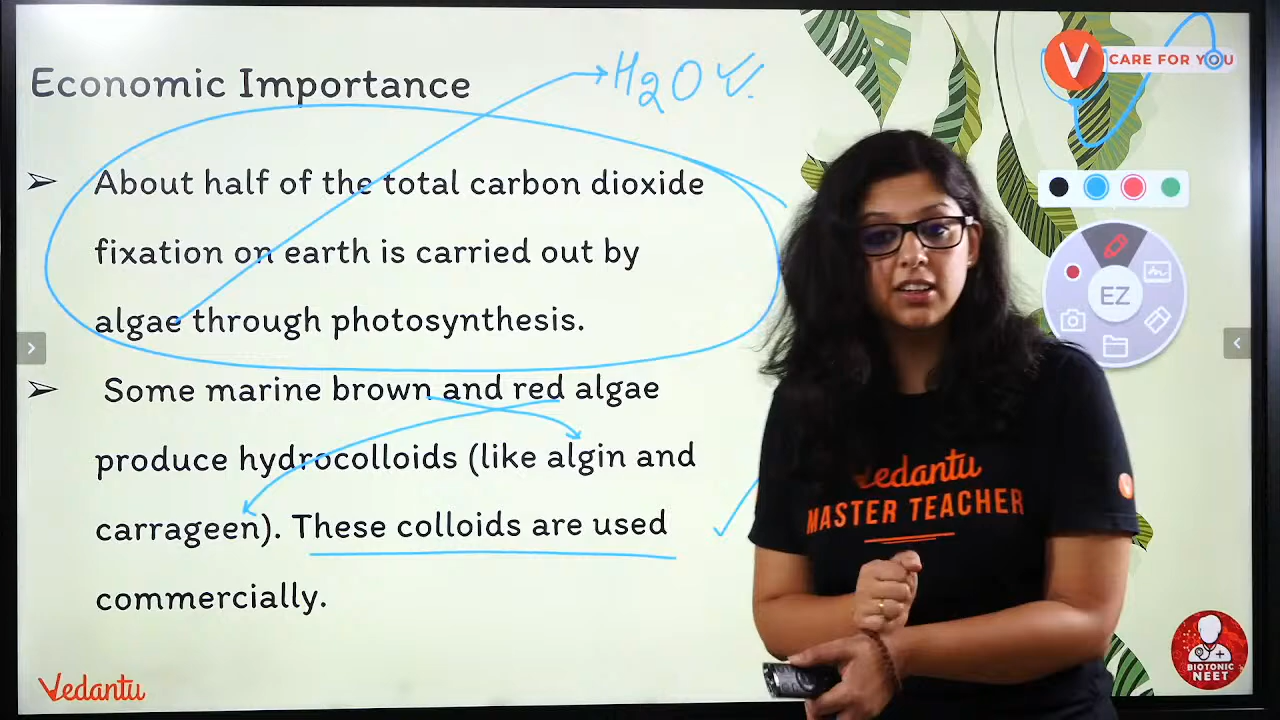 Economic Importance
H2O
CARE FOR YOU
➢ About half of the total carbon dioxide
fixation on earth is carried out by
algae through photosynthesis.
EZ
➢ Some marine brown and red algae
produce hydrocolloids (like algin and
carrageen). These colloids are used
commercially.
Vedantu
MASTER TEACHER
Vedantu
BIOTONIC
NEET